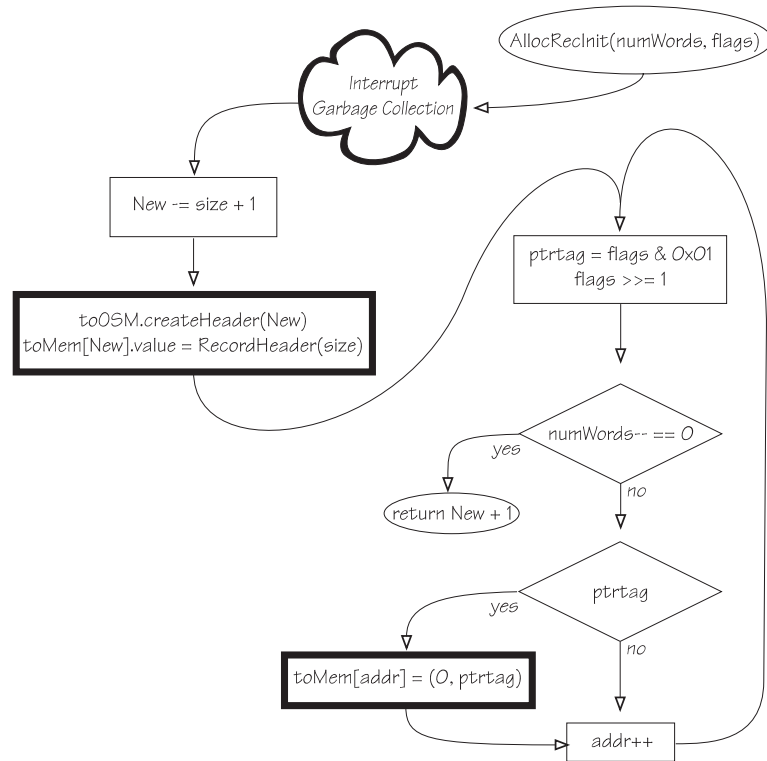 AllocRecInit(numWords, flags)
Interrupt
Garbage Collection
New -= size + 1
toOSM.createHeader(New)
toMem[New].value = RecordHeader(size)
ptrtag = flags & 0x01
flags >>= 1
numWords-- == 0
yes
no
return New + 1
ptrtag
yes
no
toMem[addr] = (0, ptrtag)
addr++